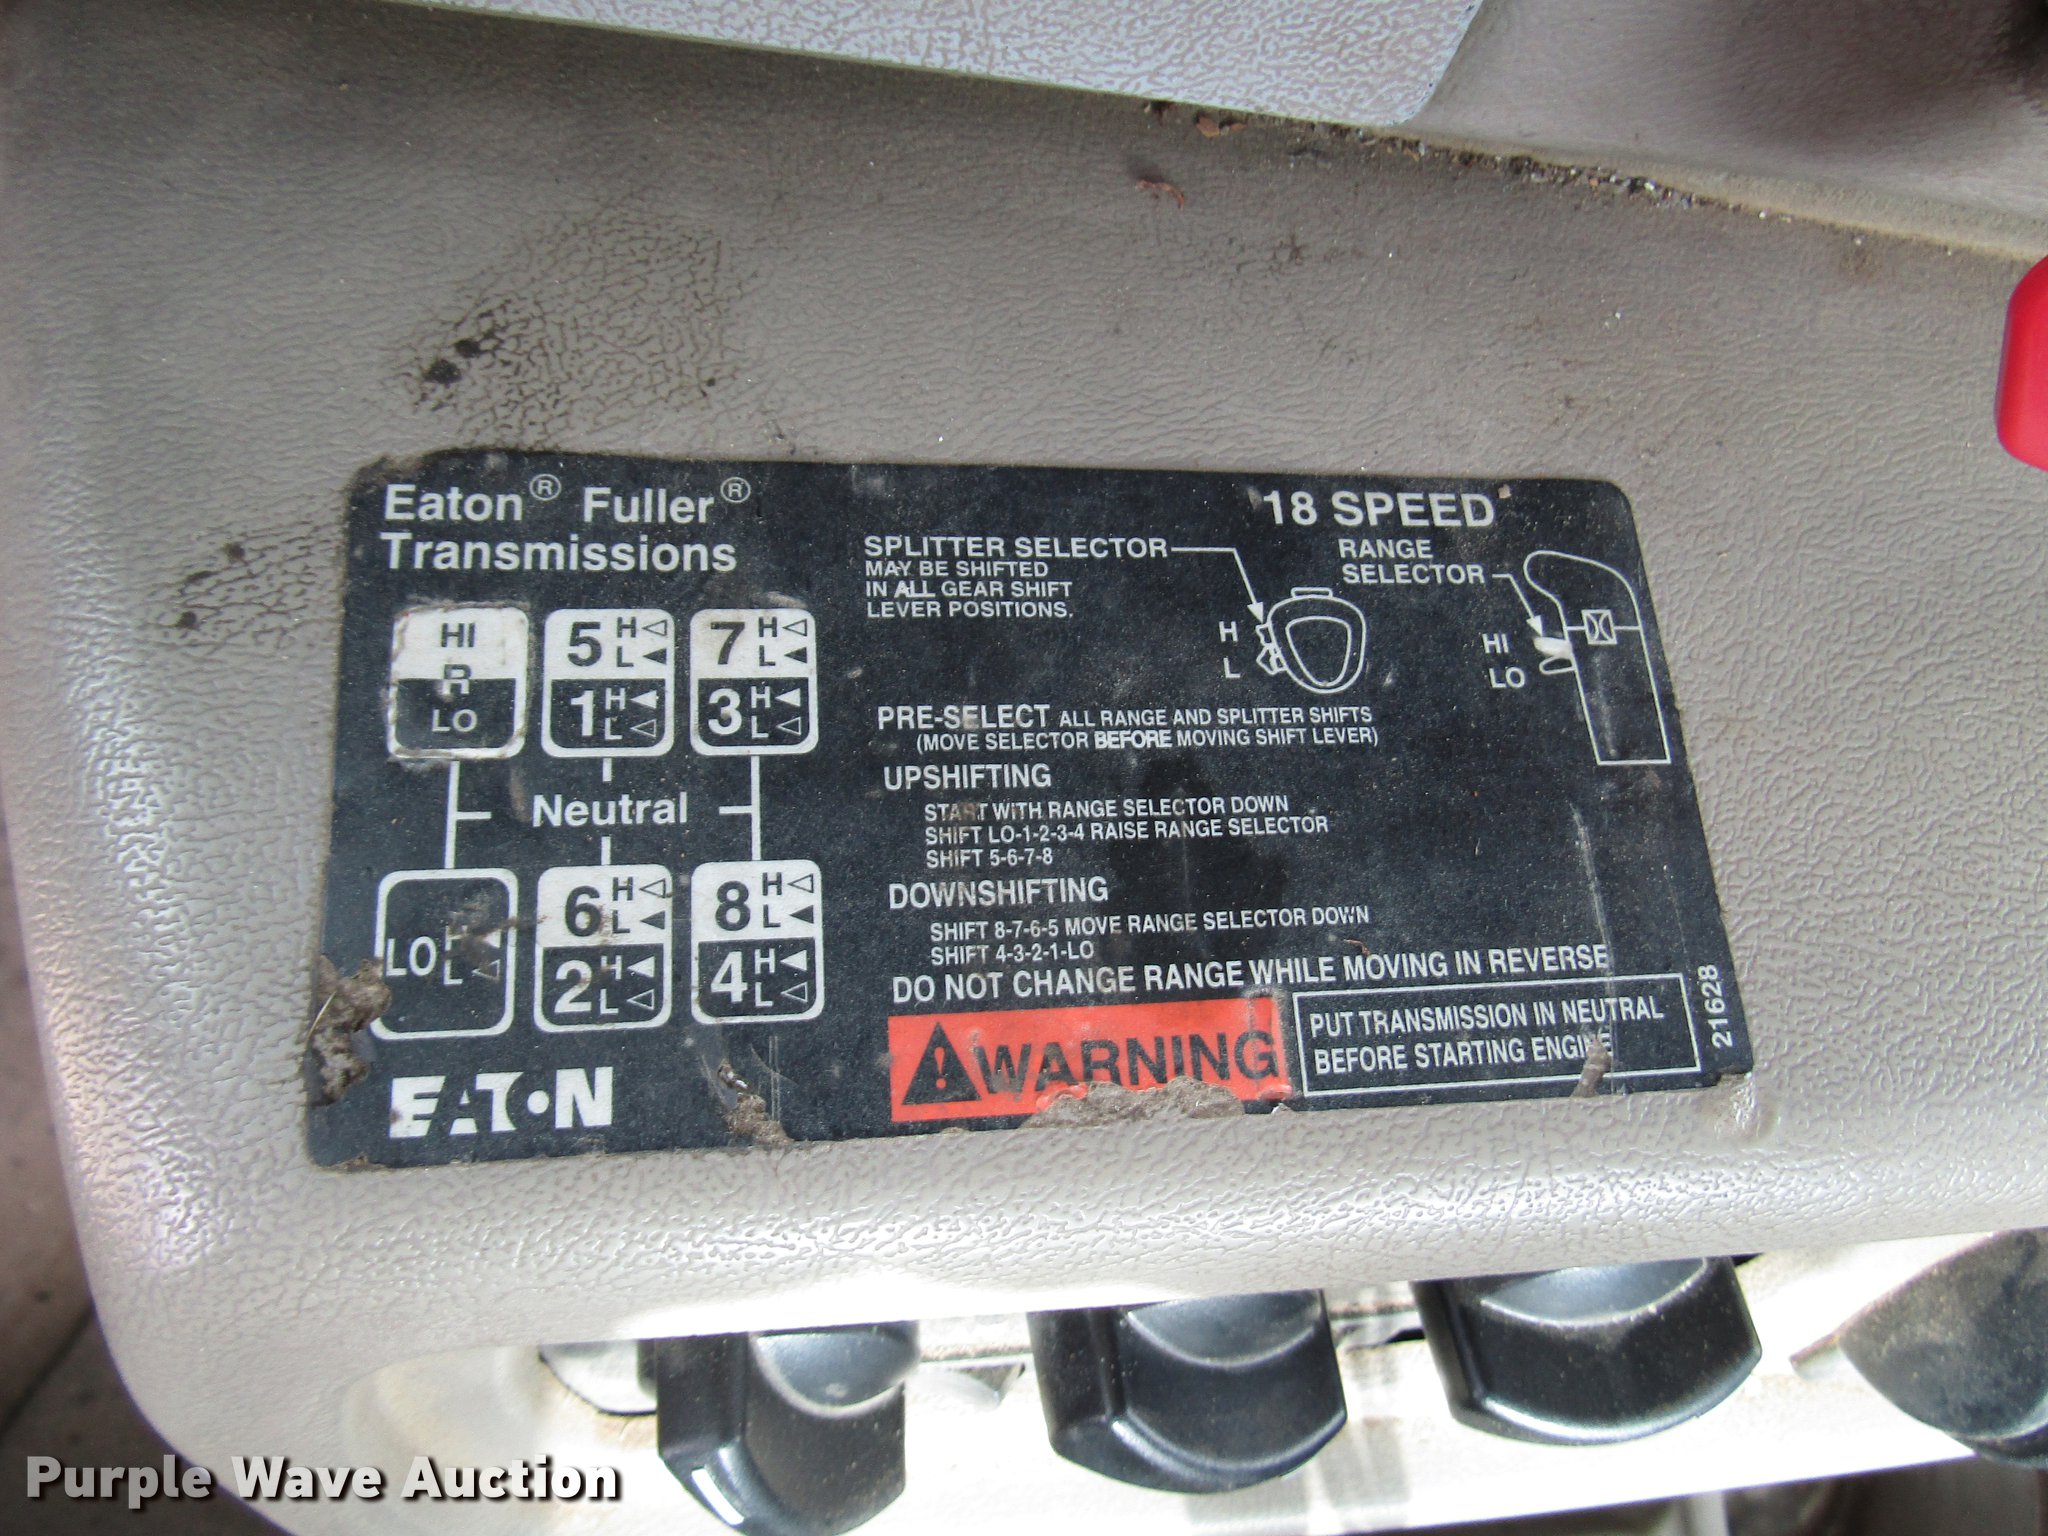 Eaton® Fuller®
Transmissions
18 SPEED
SPLITTER SELECTOR
MAY BE SHIFTED
IN ALL GEAR SHIFT
LEVER POSITIONS.
RANGE
SELECTOR
H
L
HI
LO
HI
R
LO
5 H L
1 H L
7 H L
3 H L
Neutral
LO H L
6 H L
2 H L
8 H L
4 H L
PRE-SELECT ALL RANGE AND SPLITTER SHIFTS
(MOVE SELECTOR BEFORE MOVING SHIFT LEVER)
UPSHIFTING
START WITH RANGE SELECTOR DOWN
SHIFT LO-1-2-3-4 RAISE RANGE SELECTOR
SHIFT 5-6-7-8
DOWNSHIFTING
SHIFT 8-7-6-5 MOVE RANGE SELECTOR DOWN
SHIFT 4-3-2-1-LO
DO NOT CHANGE RANGE WHILE MOVING IN REVERSE
WARNING
PUT TRANSMISSION IN NEUTRAL
BEFORE STARTING ENGINE
21628
EATON
Purple Wave Auction